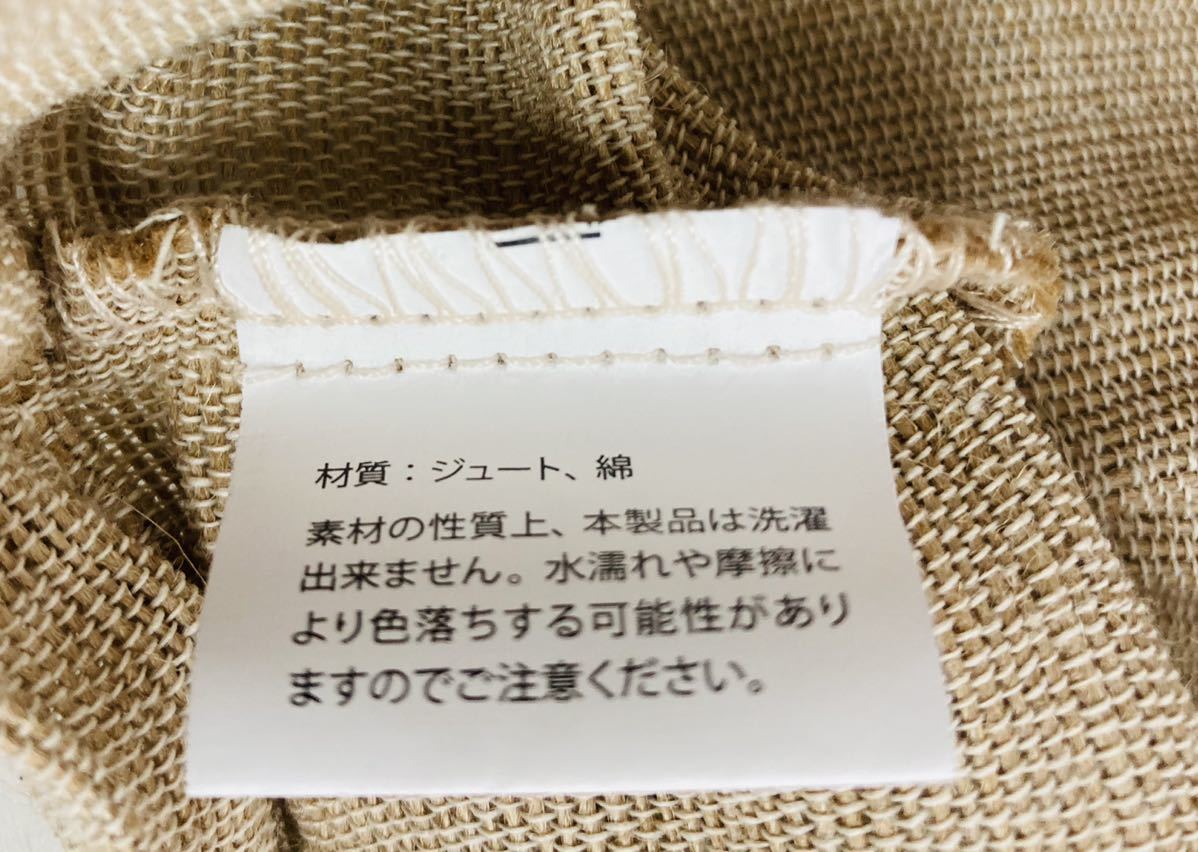 材質：ジュート、綿
素材の性質上、本製品は洗濯
出来ません。水濡れや摩擦に
より色落ちする可能性があり
ますのでご注意ください。